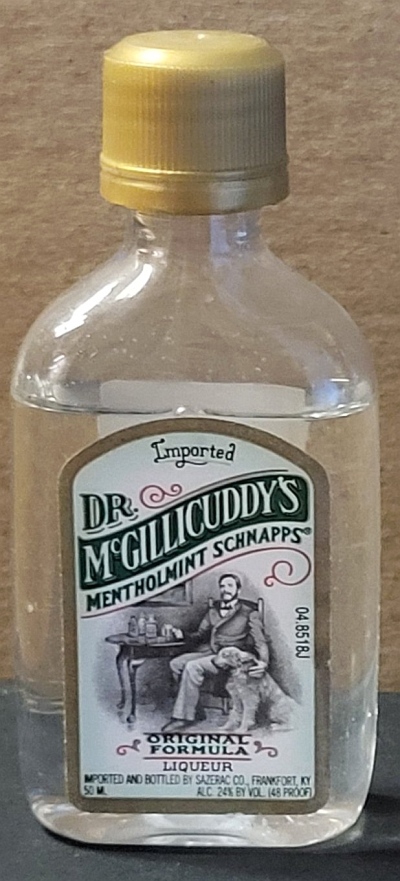 Imported
DR.
McGILLICUDDY'S
MENTHOLMINT SCHNAPPS®
04.8518J
ORIGINAL
FORMULA
LIQUEUR
IMPORTED AND BOTTLED BY SAZERAC CO., FRANKFORT, KY
50 ML ALC. 24% BY VOL. (48 PROOF)